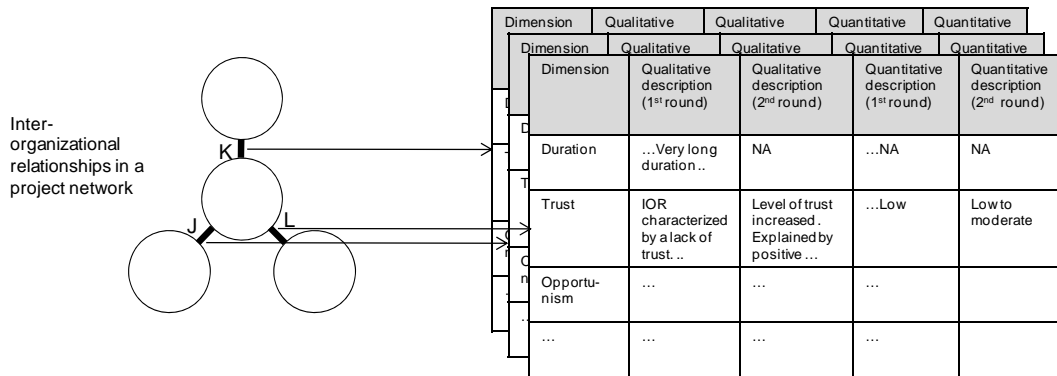 Inter-
organizational
relationships in a
project network
K
J
L
Dimension Qualitative Qualitative Quantitative Quantitative
Dimension Qualitative Qualitative Quantitative Quantitative
Dimension Qualitative description (1st round) Qualitative description (2nd round) Quantitative description (1st round) Quantitative description (2nd round)
Duration …Very long duration .. NA …NA NA
Trust IOR characterized by a lack of trust. .. Level of trust increased . Explained by positive … …Low Low to moderate
Opportu-nism … … …
… … … …